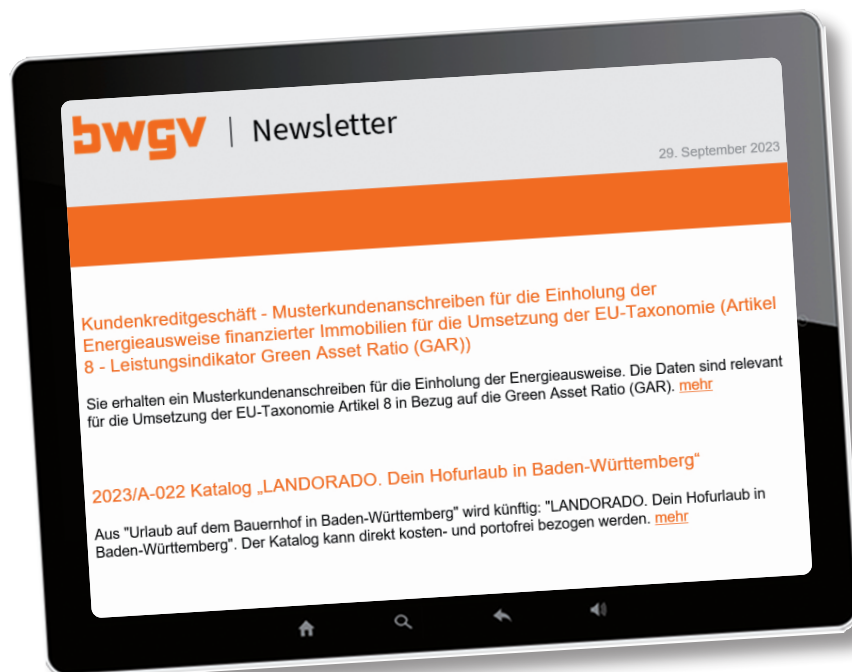 bwgv | Newsletter
29. September 2023
Kundenkreditgeschäft - Musterkundenanschreiben für die Einholung der
Energieausweise finanzierter Immobilien für die Umsetzung der EU-Taxonomie (Artikel
8 - Leistungsindikator Green Asset Ratio (GAR))
Sie erhalten ein Musterkundenanschreiben für die Einholung der Energieausweise. Die Daten sind relevant
für die Umsetzung der EU-Taxonomie Artikel 8 in Bezug auf die Green Asset Ratio (GAR). mehr
2023/A-022 Katalog „LANDORADO. Dein Hofurlaub in Baden-Württemberg“
Aus "Urlaub auf dem Bauernhof in Baden-Württemberg" wird künftig: "LANDORADO. Dein Hofurlaub in
Baden-Württemberg". Der Katalog kann direkt kosten- und portofrei bezogen werden. mehr